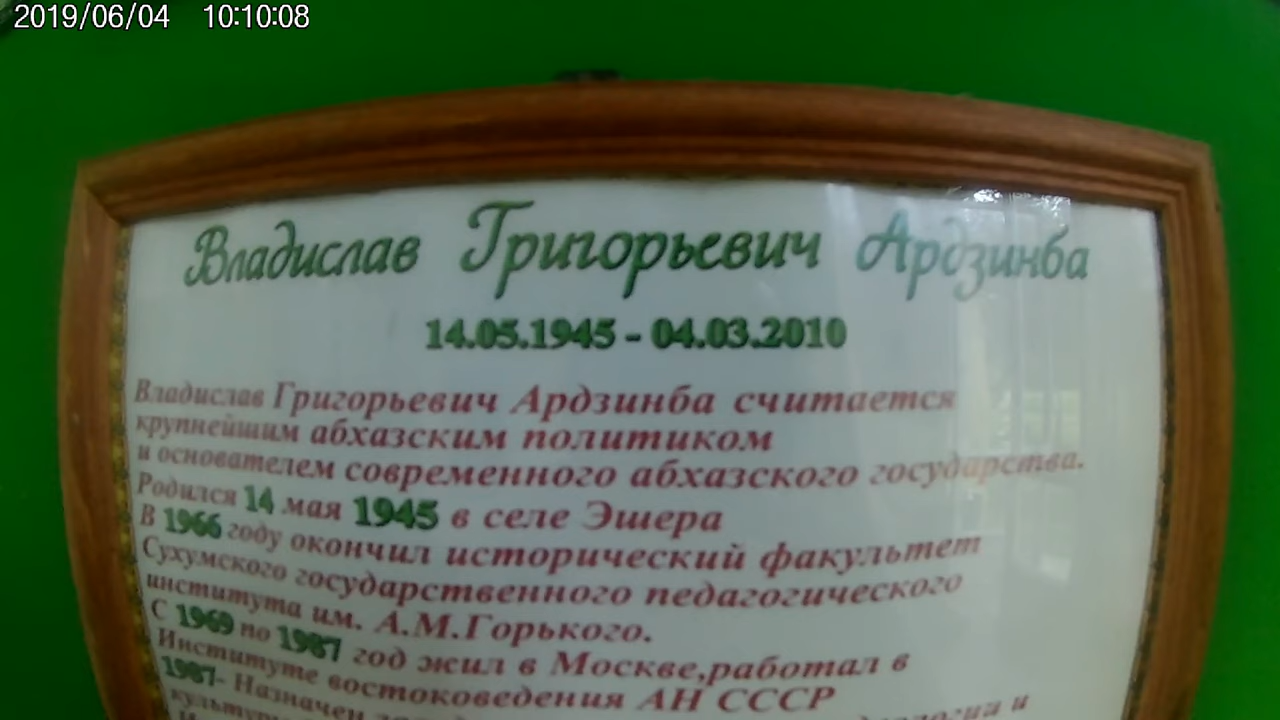 2019/06/04 10:10:08
Владислав Григорьевич Ардзинба
14.05.1945 - 04.03.2010
Владислав Григорьевич Ардзинба считается
крупнейшим абхазским политиком
и основателем современного абхазского государства.
Родился 14 мая 1945 в селе Эшера
В 1966 году окончил исторический факультет
Сухумского государственного педагогического
института им. А.М.Горького.
С 1969 по 1987 год жил в Москве,работал в
Институте востоковедения АН СССР
1987- Назначен